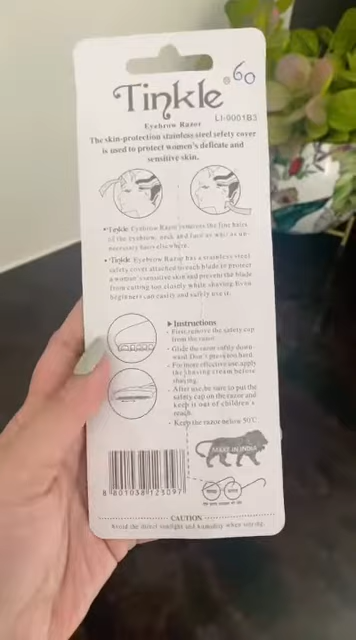 Tinkle ® 60
LI-9001B3
Eyebrow Razor
The skin-protection stainless steel safety cover
is used to protect women's delicate and
sensitive skin.
• Tinkle Eyebrow Razor removes the fine hairs
of the eyebrow, neck and face as well as un-
necessary hairs elsewhere.
• Tinkle Eyebrow Razor has a stainless steel
safety cover attached to each blade to protect
a woman's sensitive skin and prevent the blade
from cutting too closely while shaving. Even
beginners can easily and safely use it.
▶ Instructions
- First, remove the safety cap
from the razor.
- Glide the razor softly down-
ward. Don't press too hard.
- For more effective use, apply
the shaving cream before
shaving.
- After use, be sure to put the
safety cap on the razor and
keep it out of children's
reach.
- Keep the razor below 50°C
MAKE IN INDIA
8 801038 125097
CAUTION
Avoid the direct sunlight and humidity when storing.